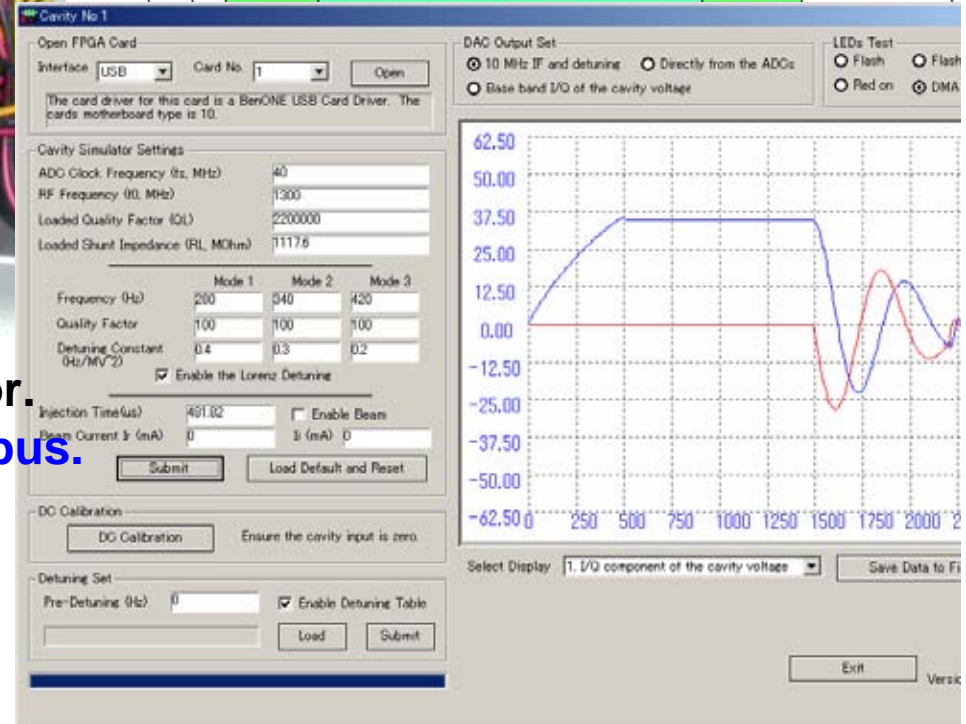 Cavity No 1
Open FPGA Card
Interface USB Card No. 1 Open
The card driver for this card is a BenONE USB Card Driver. The
cards motherboard type is 10.
DAC Output Set
10 MHz IF and detuning Directly from the ADCs
Base band I/Q of the cavity voltage
LEDs Test
Flash Flash
Red on DMA
Cavity Simulator Settings
ADC Clock Frequency (fs, MHz) 40
RF Frequency (f0, MHz) 1300
Loaded Quality Factor (QL) 2200000
Loaded Shunt Impedance (RL, MOhm) 1117.6
Mode 1 Mode 2 Mode 3
Frequency (Hz) 200 340 420
Quality Factor 100 100 100
Detuning Constant
(Hz/MV^2) 0.4 0.3 0.2
Enable the Lorenz Detuning
Injection Time(us) 491.82 Enable Beam
Beam Current Ir (mA) 0 Ii (mA) 0
Submit Load Default and Reset
DC Calibration
DC Calibration Ensure the cavity input is zero.
Detuning Set
Pre-Detuning (Hz) 0 Enable Detuning Table
Load Submit
or.
bus.
62.50
50.00
37.50
25.00
12.50
0.00
-12.50
-25.00
-37.50
-50.00
-62.50
0 250 500 750 1000 1250 1500 1750 2000 2
Select Display 1. I/Q component of the cavity voltage Save Data to Fi
Exit
Versio